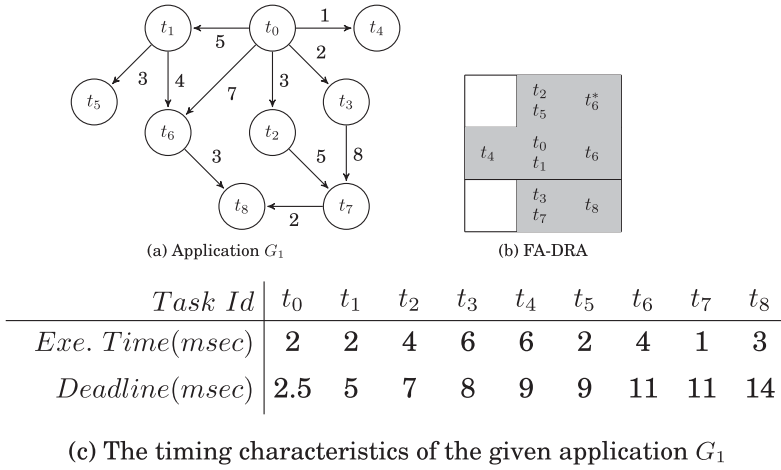 t1 5 t0 1 t4
2
3 4 7 3
t5 t3
t6 t2
3 5 8
t8 2 t7
(a) Application G1
t2 t6*
t5
t4 t0 t6
t1
t3 t8
t7
(b) FA-DRA
Task Id t0 t1 t2 t3 t4 t5 t6 t7 t8
Exe. Time(msec) 2 2 4 6 6 2 4 1 3
Deadline(msec) 2.5 5 7 8 9 9 11 11 14
(c) The timing characteristics of the given application G1